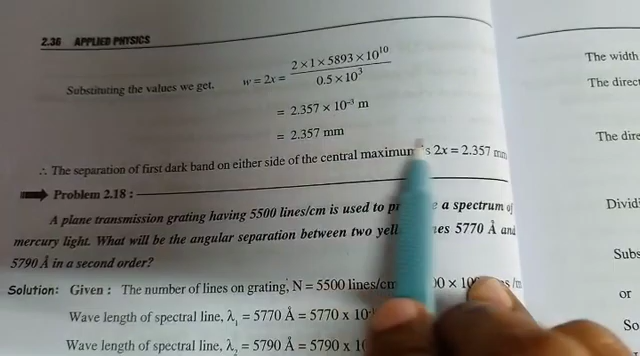 2.36 APPLIED PHYSICS
Substituting the values we get, w = 2x = 2 × 1 × 5893 × 10^10 / 0.5 × 10^3
= 2.357 × 10^-3 m
= 2.357 mm
∴ The separation of first dark band on either side of the central maximum is 2x = 2.357 mm
Problem 2.18 :
A plane transmission grating having 5500 lines/cm is used to a spectrum of
mercury light. What will be the angular separation between two 5770 Å and
5790 Å in a second order?
Solution: Given : The number of lines on grating, N = 5500 lines/cm
Wave length of spectral line, λ₁ = 5770 Å = 5770 x 10
Wave length of spectral line, λ₂ = 5790 Å = 5790 x
The width
The direc
The dire
Dividi
Subs
or
So